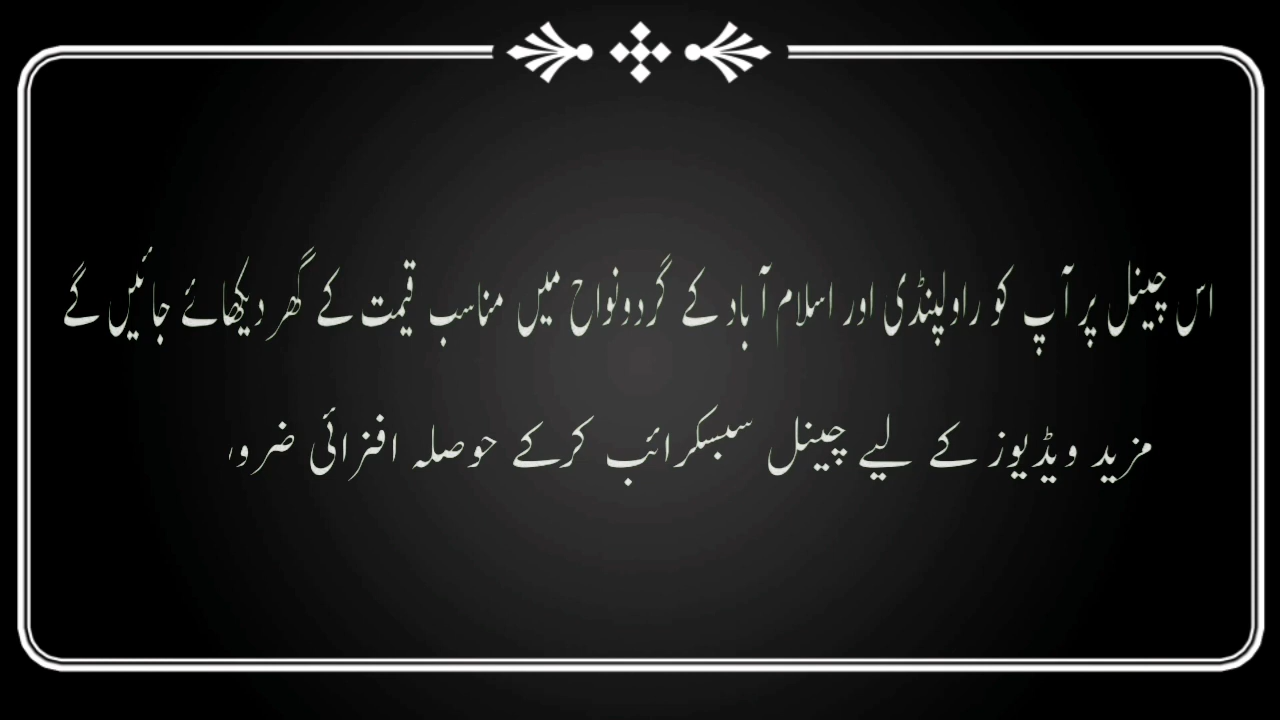 اس چینل پر آپ کو راولپنڈی اور اسلام آباد کے گردونواح میں مناسب قیمت کے گھر دیکھائے جائیں گے
مزید ویڈیوز کے لیے چینل سبسکرائب کرکے حوصلہ افزائی